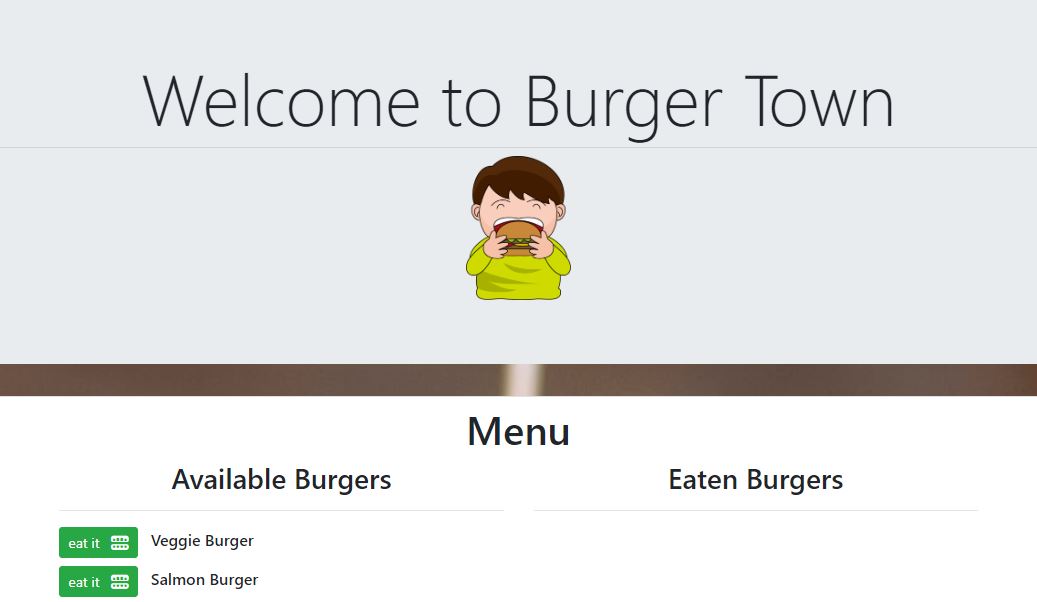 Welcome to Burger Town
Menu
Available Burgers
Eaten Burgers
eat it Veggie Burger
eat it Salmon Burger